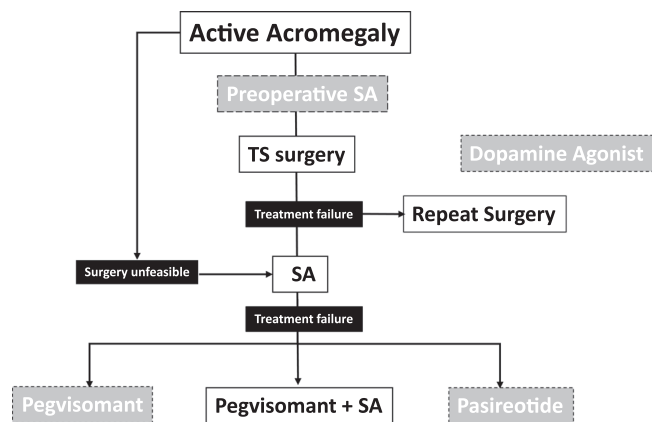 Active Acromegaly
Preoperative SA
TS surgery
Dopamine Agonist
Treatment failure
Repeat Surgery
Surgery unfeasible
SA
Treatment failure
Pegvisomant
Pegvisomant + SA
Pasireotide